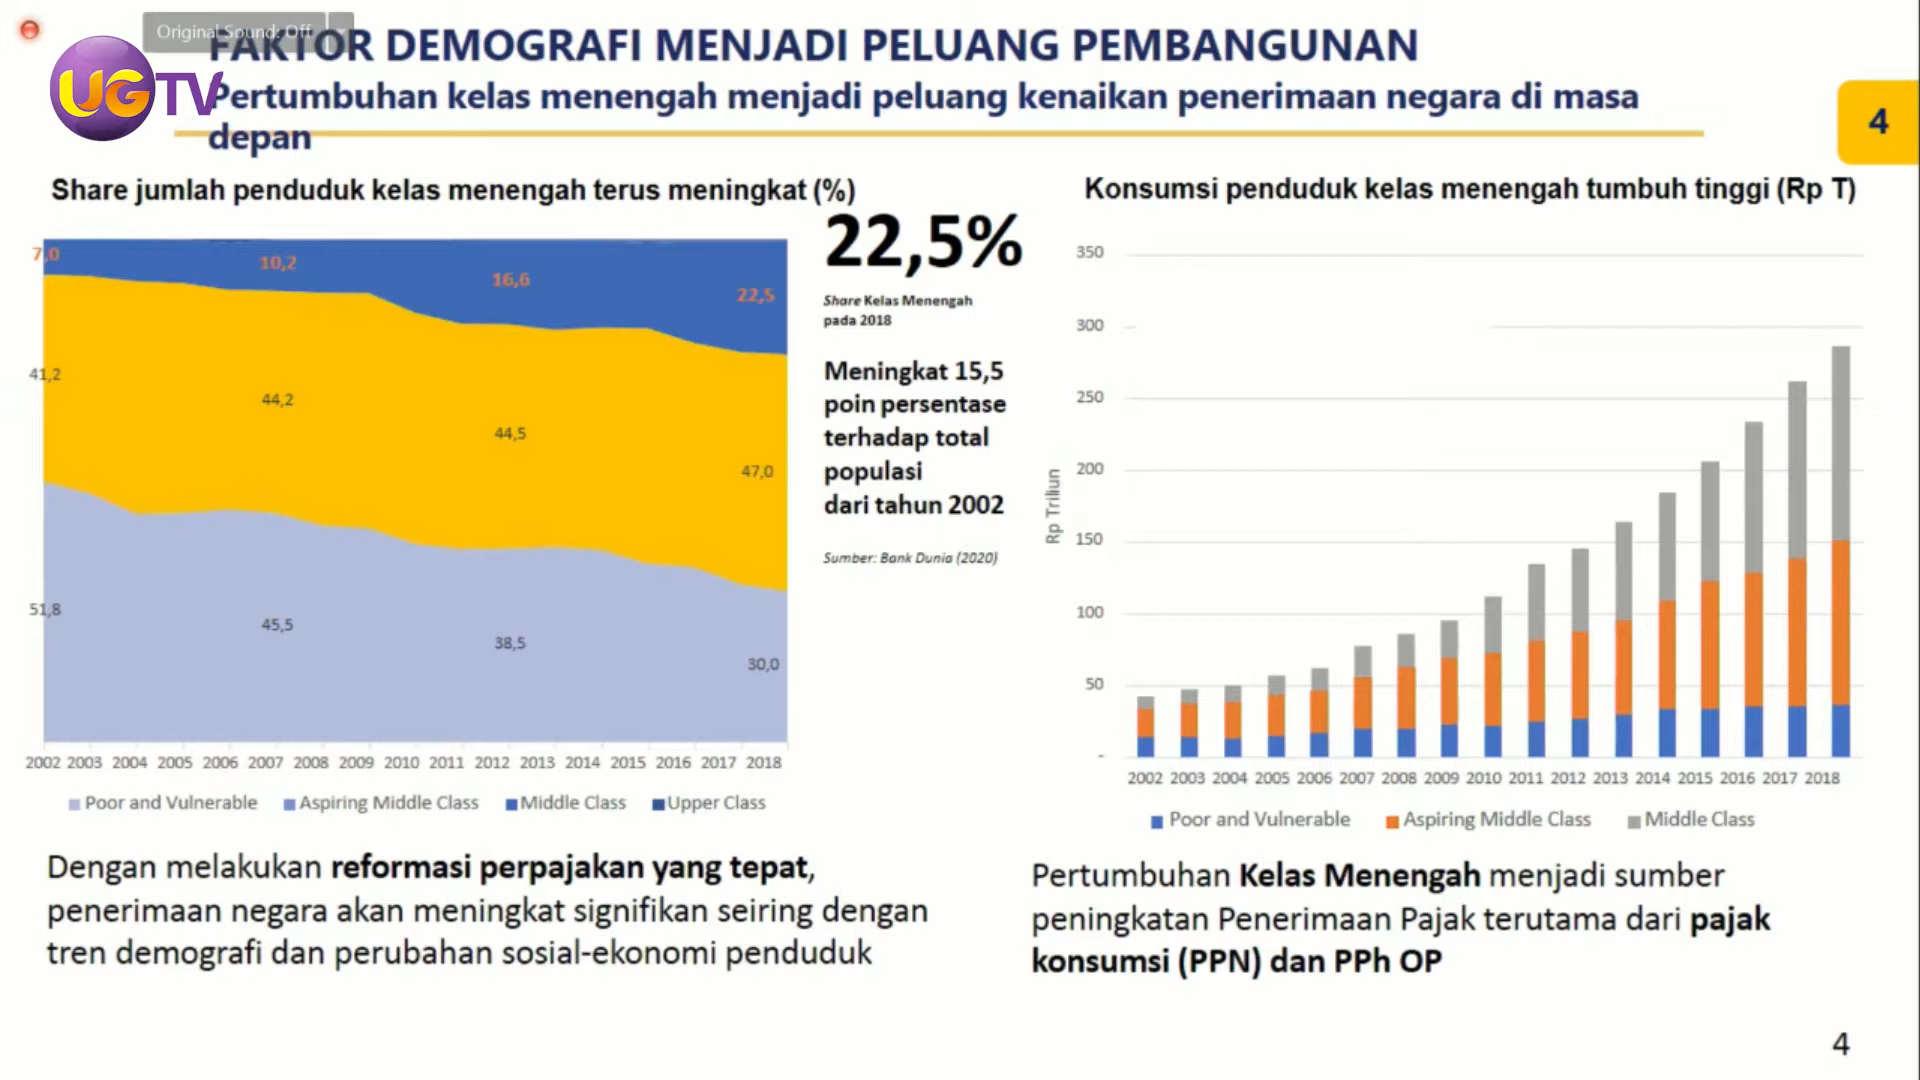 Original Sound: Off
UGTV
FAKTOR DEMOGRAFI MENJADI PELUANG PEMBANGUNAN
Pertumbuhan kelas menengah menjadi peluang kenaikan penerimaan negara di masa
depan
4
Share jumlah penduduk kelas menengah terus meningkat (%)
7,0
10,2
16,6
22,5
41,2
44,2
44,5
47,0
51,8
45,5
38,5
30,0
2002 2003 2004 2005 2006 2007 2008 2009 2010 2011 2012 2013 2014 2015 2016 2017 2018
Poor and Vulnerable Aspiring Middle Class Middle Class Upper Class
22,5%
Share Kelas Menengah
pada 2018
Meningkat 15,5
poin persentase
terhadap total
populasi
dari tahun 2002
Sumber: Bank Dunia (2020)
Konsumsi penduduk kelas menengah tumbuh tinggi (Rp T)
Rp Triliun
350
300
250
200
150
100
50
-
2002 2003 2004 2005 2006 2007 2008 2009 2010 2011 2012 2013 2014 2015 2016 2017 2018
Poor and Vulnerable Aspiring Middle Class Middle Class
Dengan melakukan reformasi perpajakan yang tepat,
penerimaan negara akan meningkat signifikan seiring dengan
tren demografi dan perubahan sosial-ekonomi penduduk
Pertumbuhan Kelas Menengah menjadi sumber
peningkatan Penerimaan Pajak terutama dari pajak
konsumsi (PPN) dan PPh OP
4